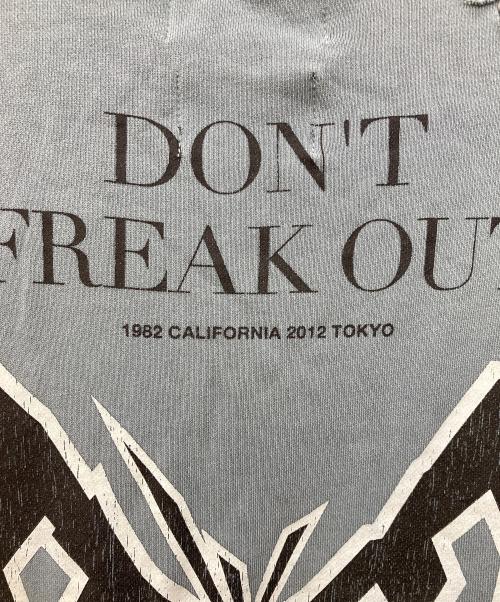 DON'T
FREAK OUT
1982 CALIFORNIA 2012 TOKYO